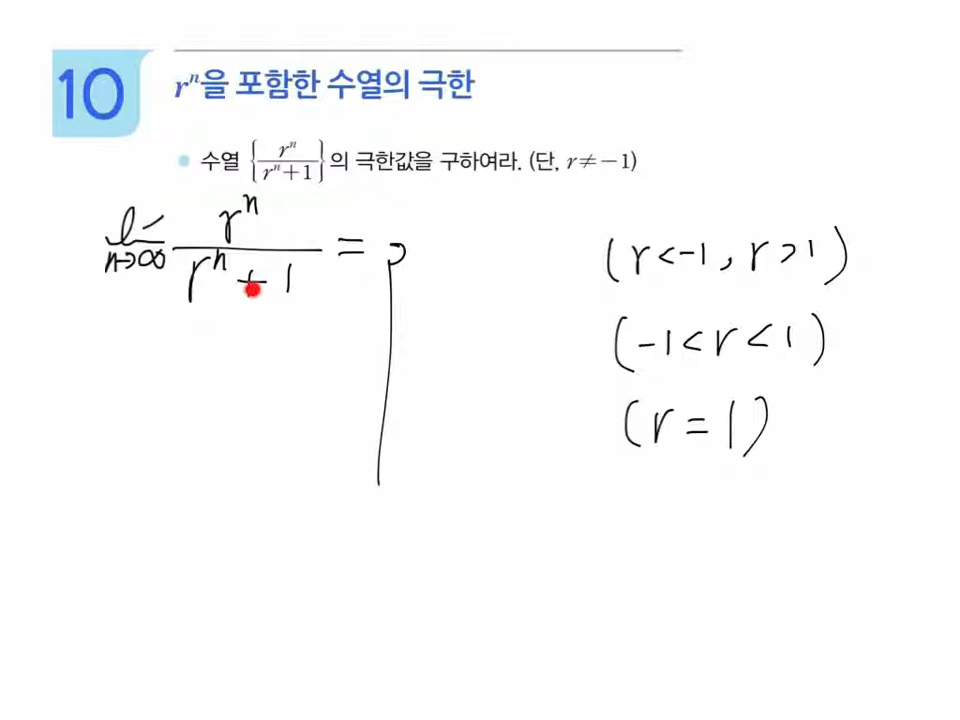 10
rⁿ을 포함한 수열의 극한
• 수열 {rⁿ/(rⁿ+1)}의 극한값을 구하여라. (단, r≠−1)
lim n→∞ rⁿ/(rⁿ+1) =
(r<-1, r>1)
(-1<r<1)
(r=1)